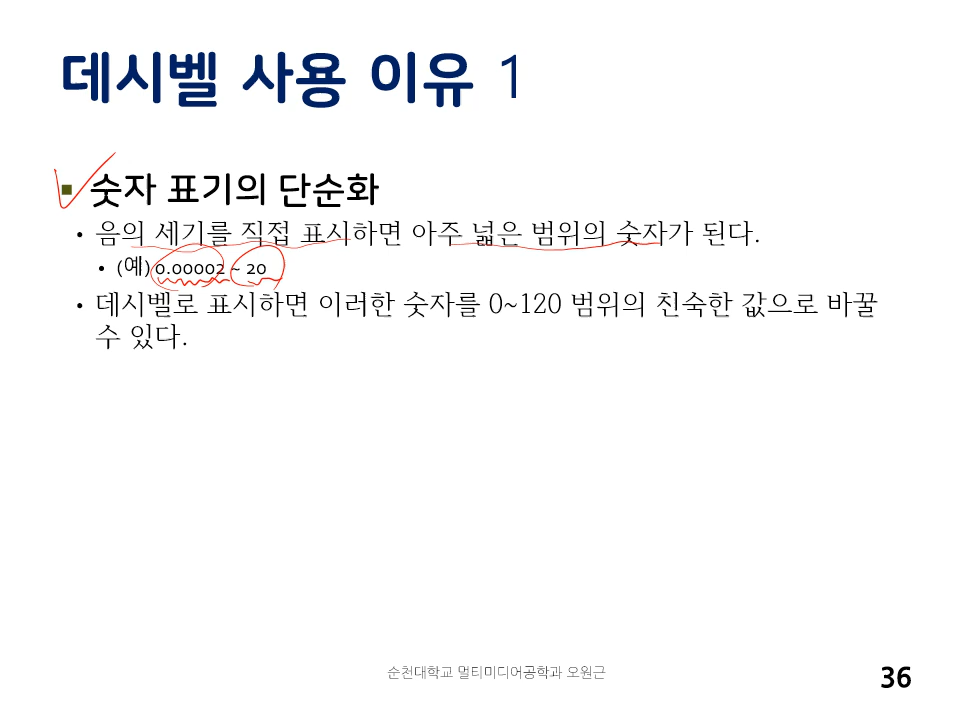 데시벨 사용 이유 1
숫자 표기의 단순화
• 음의 세기를 직접 표시하면 아주 넓은 범위의 숫자가 된다.
• (예) 0.00002 ~ 20
• 데시벨로 표시하면 이러한 숫자를 0~120 범위의 친숙한 값으로 바꿀
수 있다.
순천대학교 멀티미디어공학과 오원근
36